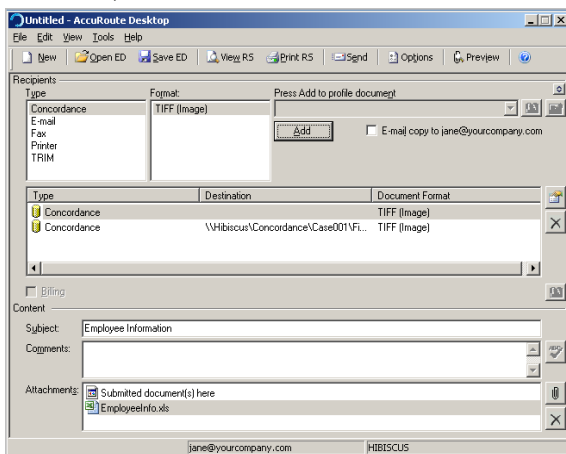 Untitled - AccuRoute Desktop
File Edit View Tools Help
New Open ED Save ED View RS Print RS Send Options Preview
Recipients
Type Format: Press Add to profile document
Concordance TIFF (Image)
E-mail
Fax Add E-mail copy to jane@yourcompany.com
Printer
TRIM
Type Destination Document Format
Concordance TIFF (Image)
Concordance \\Hibiscus\Concordance\Case001\Fi... TIFF (Image)
Billing
Content
Subject: Employee Information
Comments:
Attachments: Submitted document(s) here
EmployeeInfo.xls
jane@yourcompany.com HIBISCUS